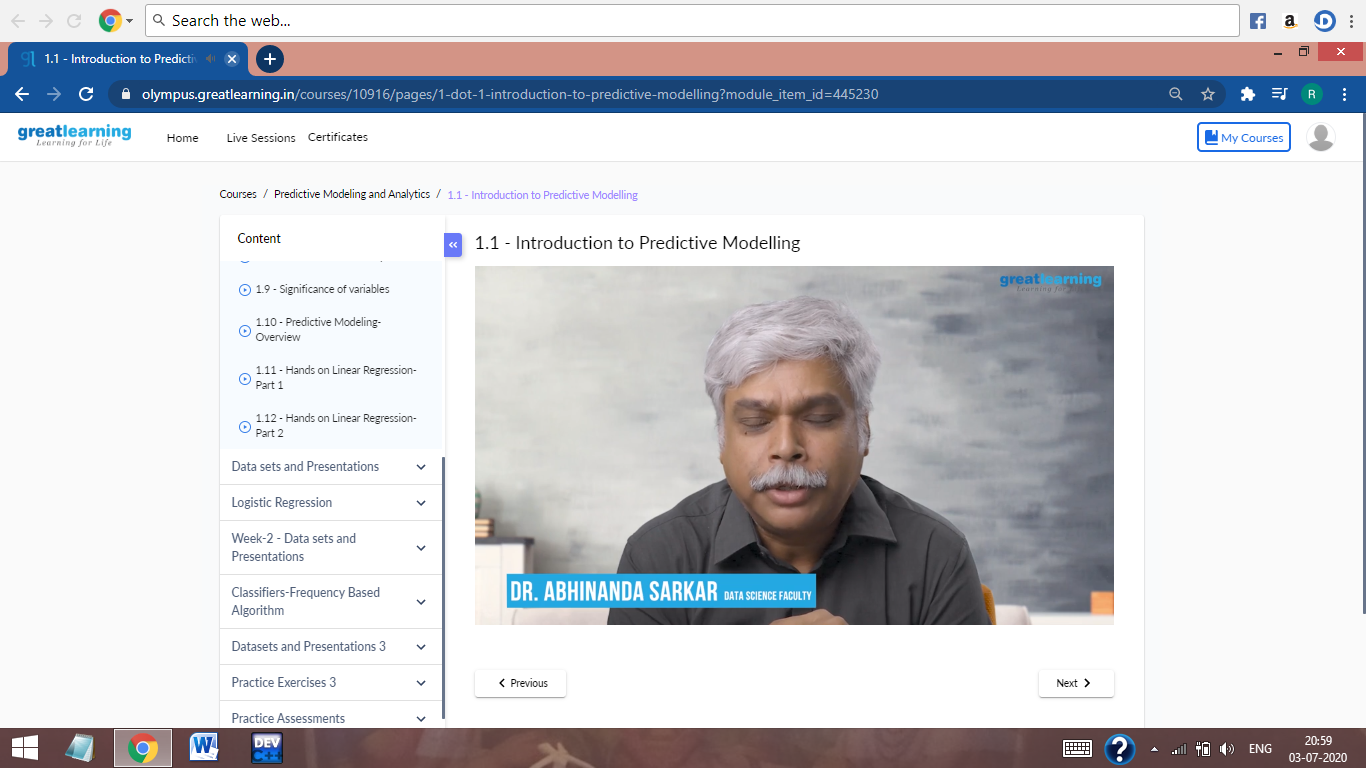 Search the web...
1.1 - Introduction to Predicti
olympus.greatlearning.in/courses/10916/pages/1-dot-1-introduction-to-predictive-modelling?module_item_id=445230
R
greatlearning
Learning for Life
Home
Live Sessions
Certificates
My Courses
Courses / Predictive Modeling and Analytics / 1.1 - Introduction to Predictive Modelling
Content
1.9 - Significance of variables
1.10 - Predictive Modeling-
Overview
1.11 - Hands on Linear Regression-
Part 1
1.12 - Hands on Linear Regression-
Part 2
Data sets and Presentations
Logistic Regression
Week-2 - Data sets and
Presentations
Classifiers-Frequency Based
Algorithm
Datasets and Presentations 3
Practice Exercises 3
Practice Assessments
1.1 - Introduction to Predictive Modelling
greatlearning
Learning for Life
DR. ABHINANDA SARKAR DATA SCIENCE FACULTY
Previous
Next
DEV
C++
ENG
20:59
03-07-2020